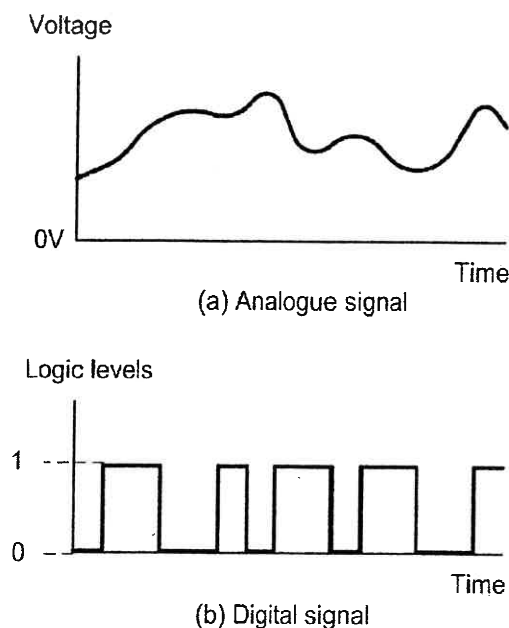 Voltage
0V
Time
(a) Analogue signal
Logic levels
1
0
Time
(b) Digital signal